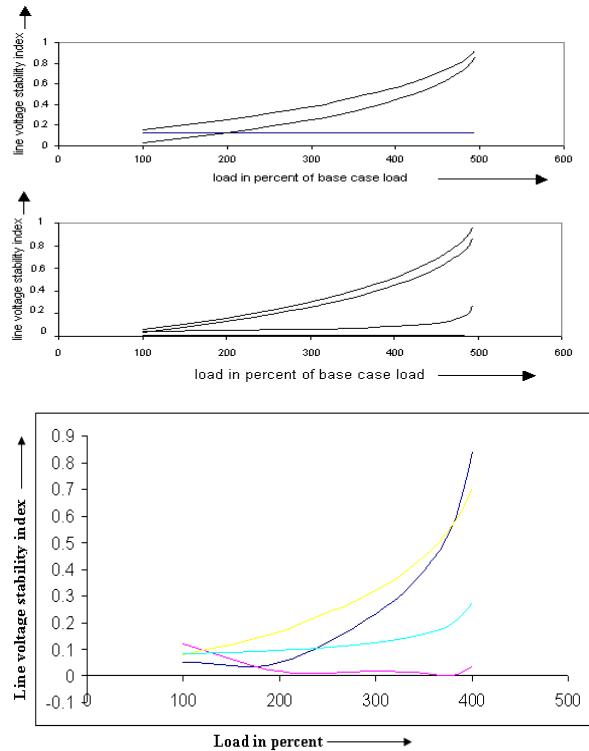 line voltage stability index
1
0.8
0.6
0.4
0.2
0
0 100 200 300 400 500 600
load in percent of base case load
line voltage stability index
1
0.8
0.6
0.4
0.2
0
0 100 200 300 400 500 600
load in percent of base case load
Line voltage stability index
0.9
0.8
0.7
0.6
0.5
0.4
0.3
0.2
0.1
0
-0.1
0 100 200 300 400 500
Load in percent